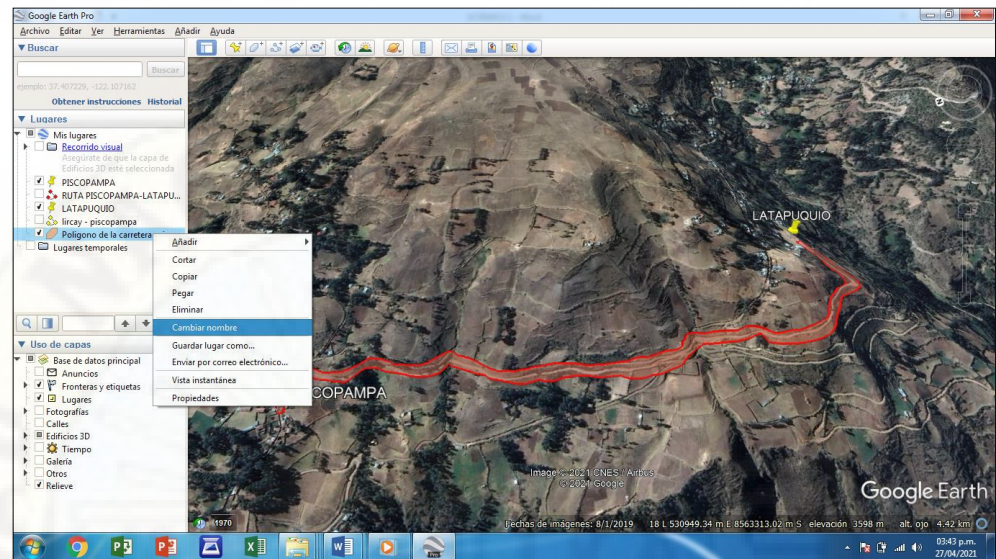 Google Earth Pro
Archivo Editar Ver Herramientas Añadir Ayuda
▼ Buscar
Buscar
ejemplo: 37.407229, -122.107162
Obtener instrucciones Historial
▼ Lugares
Mis lugares
Recorrido visual
Asegúrate de que la capa de
Edificios 3D esté seleccionada
PISCOPAMPA
RUTA PISCOPAMPA-LATAPU...
LATAPUQUIO
lircay - piscopampa
Poligono de la carretera
Lugares temporales
Añadir
Cortar
Copiar
Pegar
Eliminar
Cambiar nombre
Guardar lugar como...
Enviar por correo electrónico...
Vista instantánea
Propiedades
▼ Uso de capas
Base de datos principal
Anuncios
Fronteras y etiquetas
Lugares
Fotografías
Calles
Edificios 3D
Tiempo
Galería
Otros
Relieve
LATAPUQUIO
COPAMPA
Image © 2021 CNES / Airbus
© 2021 Google
Google Earth
1970
Fechas de imágenes: 8/1/2019 18 L 530949.34 m E 8563313.02 m S elevación 3598 m alt. ojo 4.42 km
03:43 p.m.
27/04/2021